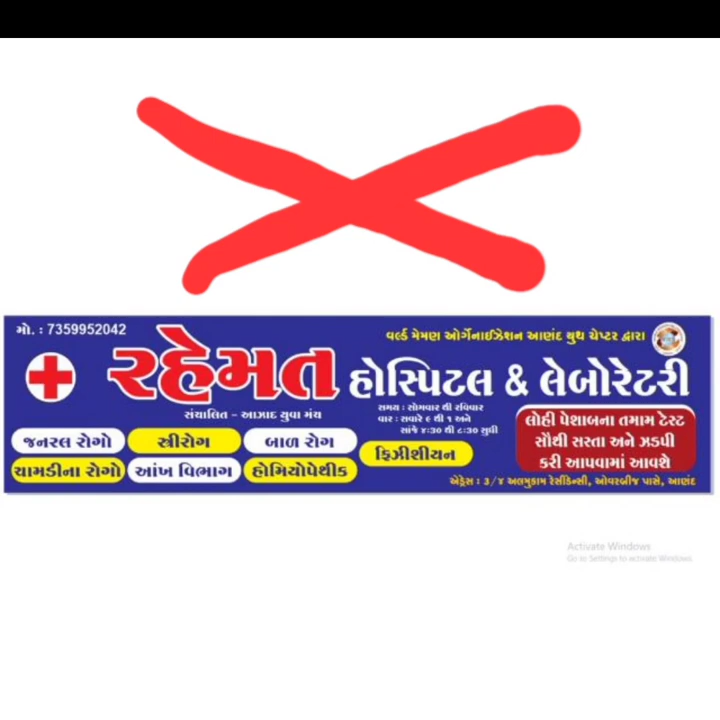 મો. : 7359952042
વર્લ્ડ મેમણ ઓર્ગેનાઈઝેશન આણંદ યુથ ચેપ્ટર દ્વારા
રહેમત હોસ્પિટલ & લેબોરેટરી
સંચાલિત - આઝાદ યુવા મંચ
સમય : સોમવાર થી રવિવાર
વાર : સવારે ૯ થી ૧ અને
સાંજે ૪:૩૦ થી ૮:૩૦ સુધી
જનરલ રોગો
સ્ત્રીરોગ
બાળ રોગ
ફિઝીશીયન
ચામડીના રોગો
આંખ વિભાગ
હોમિયોપેથીક
લોહી પેશાબના તમામ ટેસ્ટ
સૌથી સસ્તા અને ઝડપી
કરી આપવામાં આવશે
એડ્રેસ : ૩/૪ અલમુકામ રેસીડેન્સી, ઓવરબ્રીજ પાસે, આણંદ
Activate Windows
Go to Settings to activate Windows.